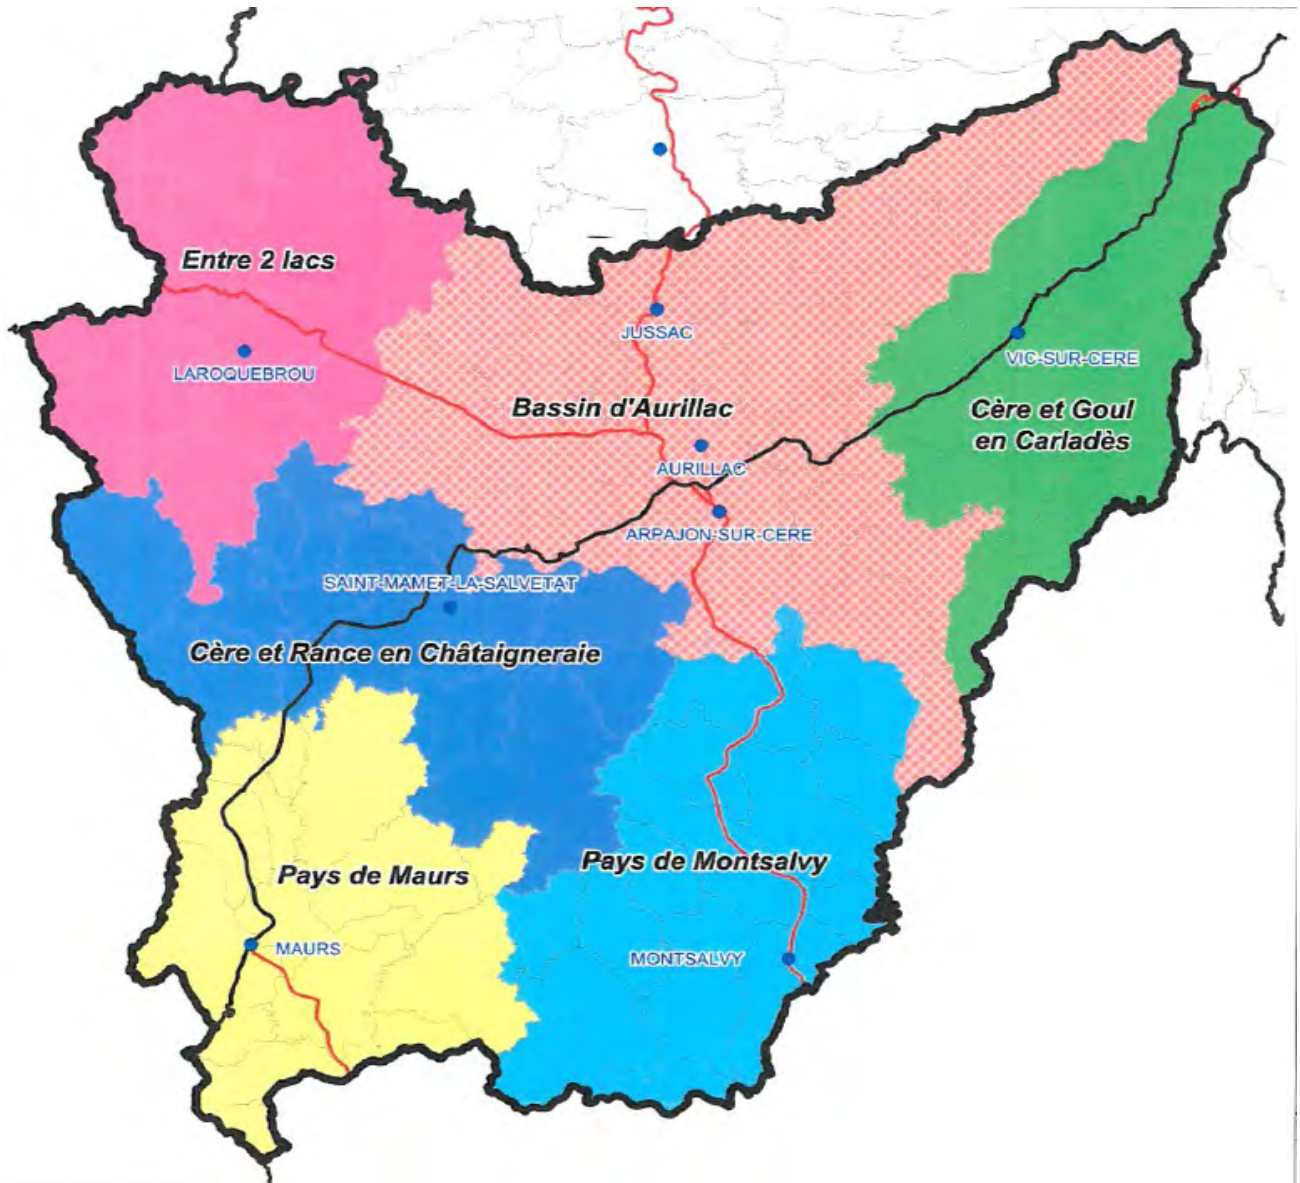 Entre 2 lacs
JUSSAC
VIC-SUR-CERE
LAROQUEBROU
Bassin d'Aurillac
Cère et Goul
en Carladès
AURILLAC
ARPAJON-SUR-CERE
SAINT-MAMET-LA-SALVETAT
Cère et Rance en Châtaigneraie
Pays de Montsalvy
Pays de Maurs
MAURS
MONTSALVY